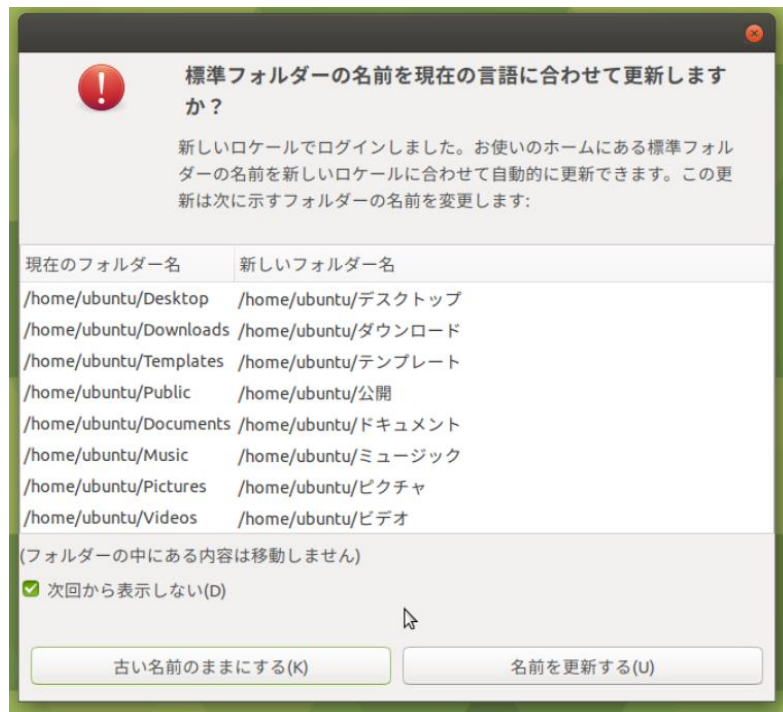 標準フォルダーの名前を現在の言語に合わせて更新します
か？
新しいロケールでログインしました。お使いのホームにある標準フォル
ダーの名前を新しいロケールに合わせて自動的に更新できます。この更
新は次に示すフォルダーの名前を変更します:
現在のフォルダー名 新しいフォルダー名
/home/ubuntu/Desktop /home/ubuntu/デスクトップ
/home/ubuntu/Downloads /home/ubuntu/ダウンロード
/home/ubuntu/Templates /home/ubuntu/テンプレート
/home/ubuntu/Public /home/ubuntu/公開
/home/ubuntu/Documents /home/ubuntu/ドキュメント
/home/ubuntu/Music /home/ubuntu/ミュージック
/home/ubuntu/Pictures /home/ubuntu/ピクチャ
/home/ubuntu/Videos /home/ubuntu/ビデオ
(フォルダーの中にある内容は移動しません)
次回から表示しない(D)
古い名前のままにする(K) 名前を更新する(U)